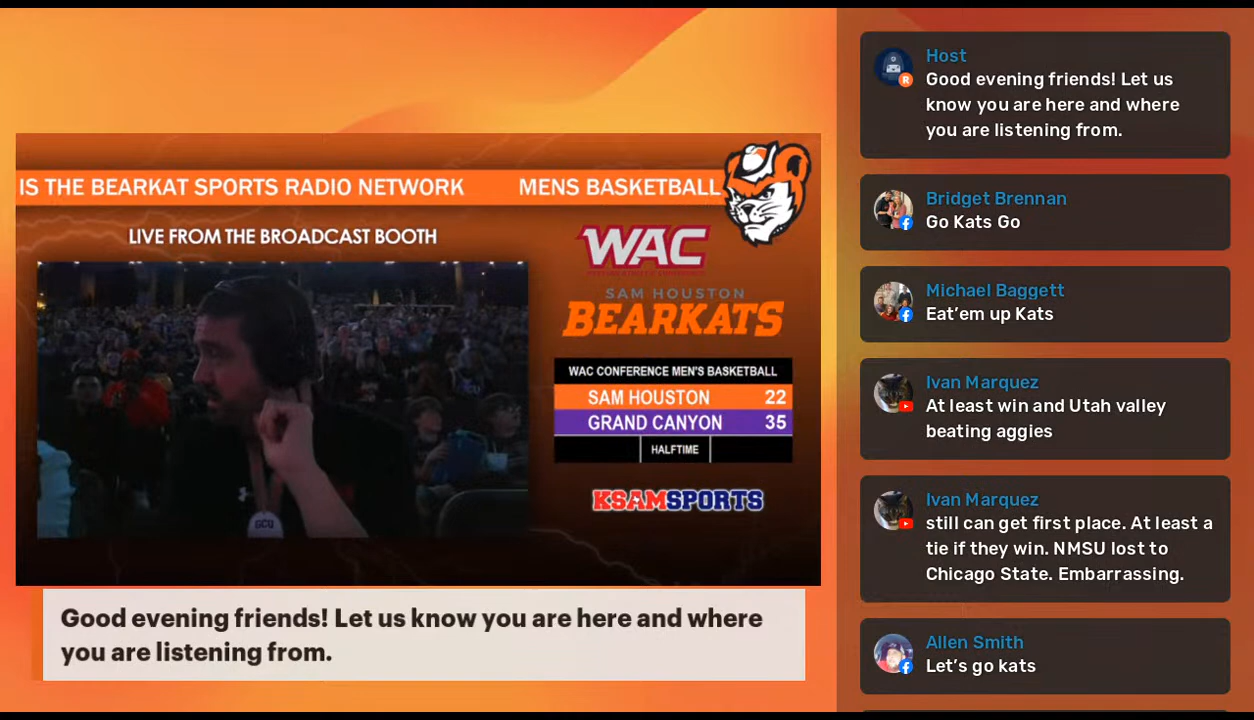 IS THE BEARKAT SPORTS RADIO NETWORK MENS BASKETBALL
LIVE FROM THE BROADCAST BOOTH
GCU
WAC
SAM HOUSTON
BEARKATS
WAC CONFERENCE MEN'S BASKETBALL
SAM HOUSTON 22
GRAND CANYON 35
HALFTIME
KSAMSPORTS
Good evening friends! Let us know you are here and where
you are listening from.
Host
Good evening friends! Let us
know you are here and where
you are listening from.
Bridget Brennan
Go Kats Go
Michael Baggett
Eat’em up Kats
Ivan Marquez
At least win and Utah valley
beating aggies
Ivan Marquez
still can get first place. At least a
tie if they win. NMSU lost to
Chicago State. Embarrassing.
Allen Smith
Let’s go kats